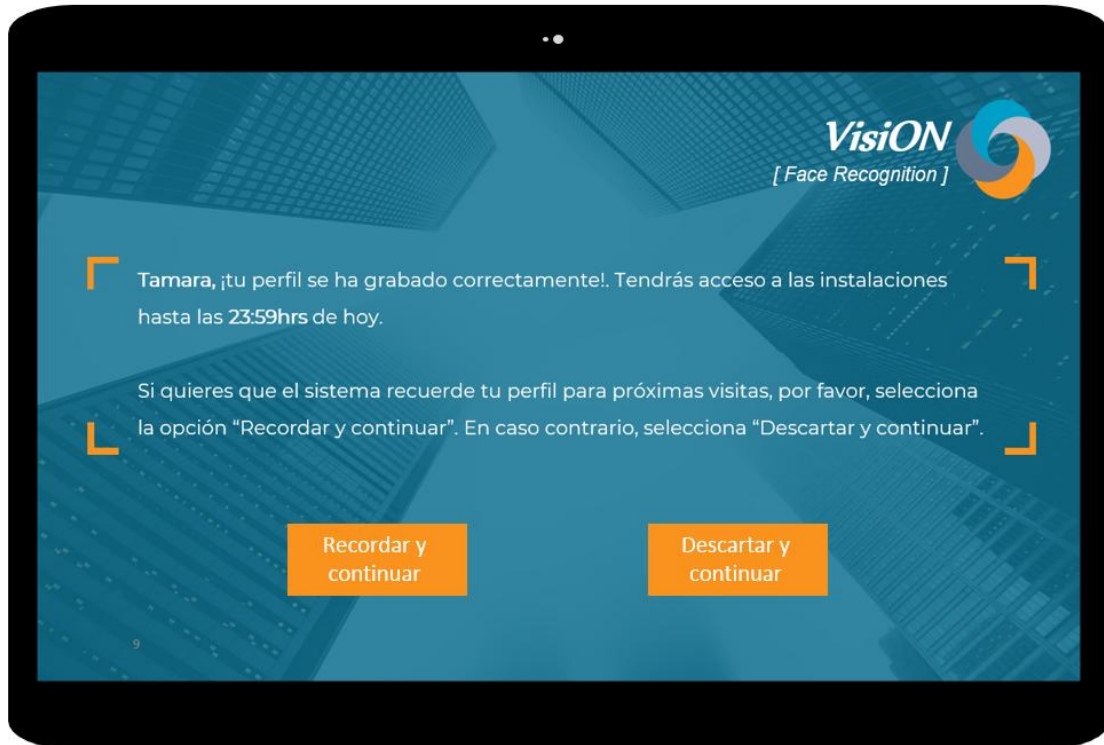 VisiON
[ Face Recognition ]
Tamara, ¡tu perfil se ha grabado correctamente!. Tendrás acceso a las instalaciones
hasta las 23:59hrs de hoy.
Si quieres que el sistema recuerde tu perfil para próximas visitas, por favor, selecciona
la opción “Recordar y continuar”. En caso contrario, selecciona “Descartar y continuar”.
Recordar y
continuar
Descartar y
continuar
9